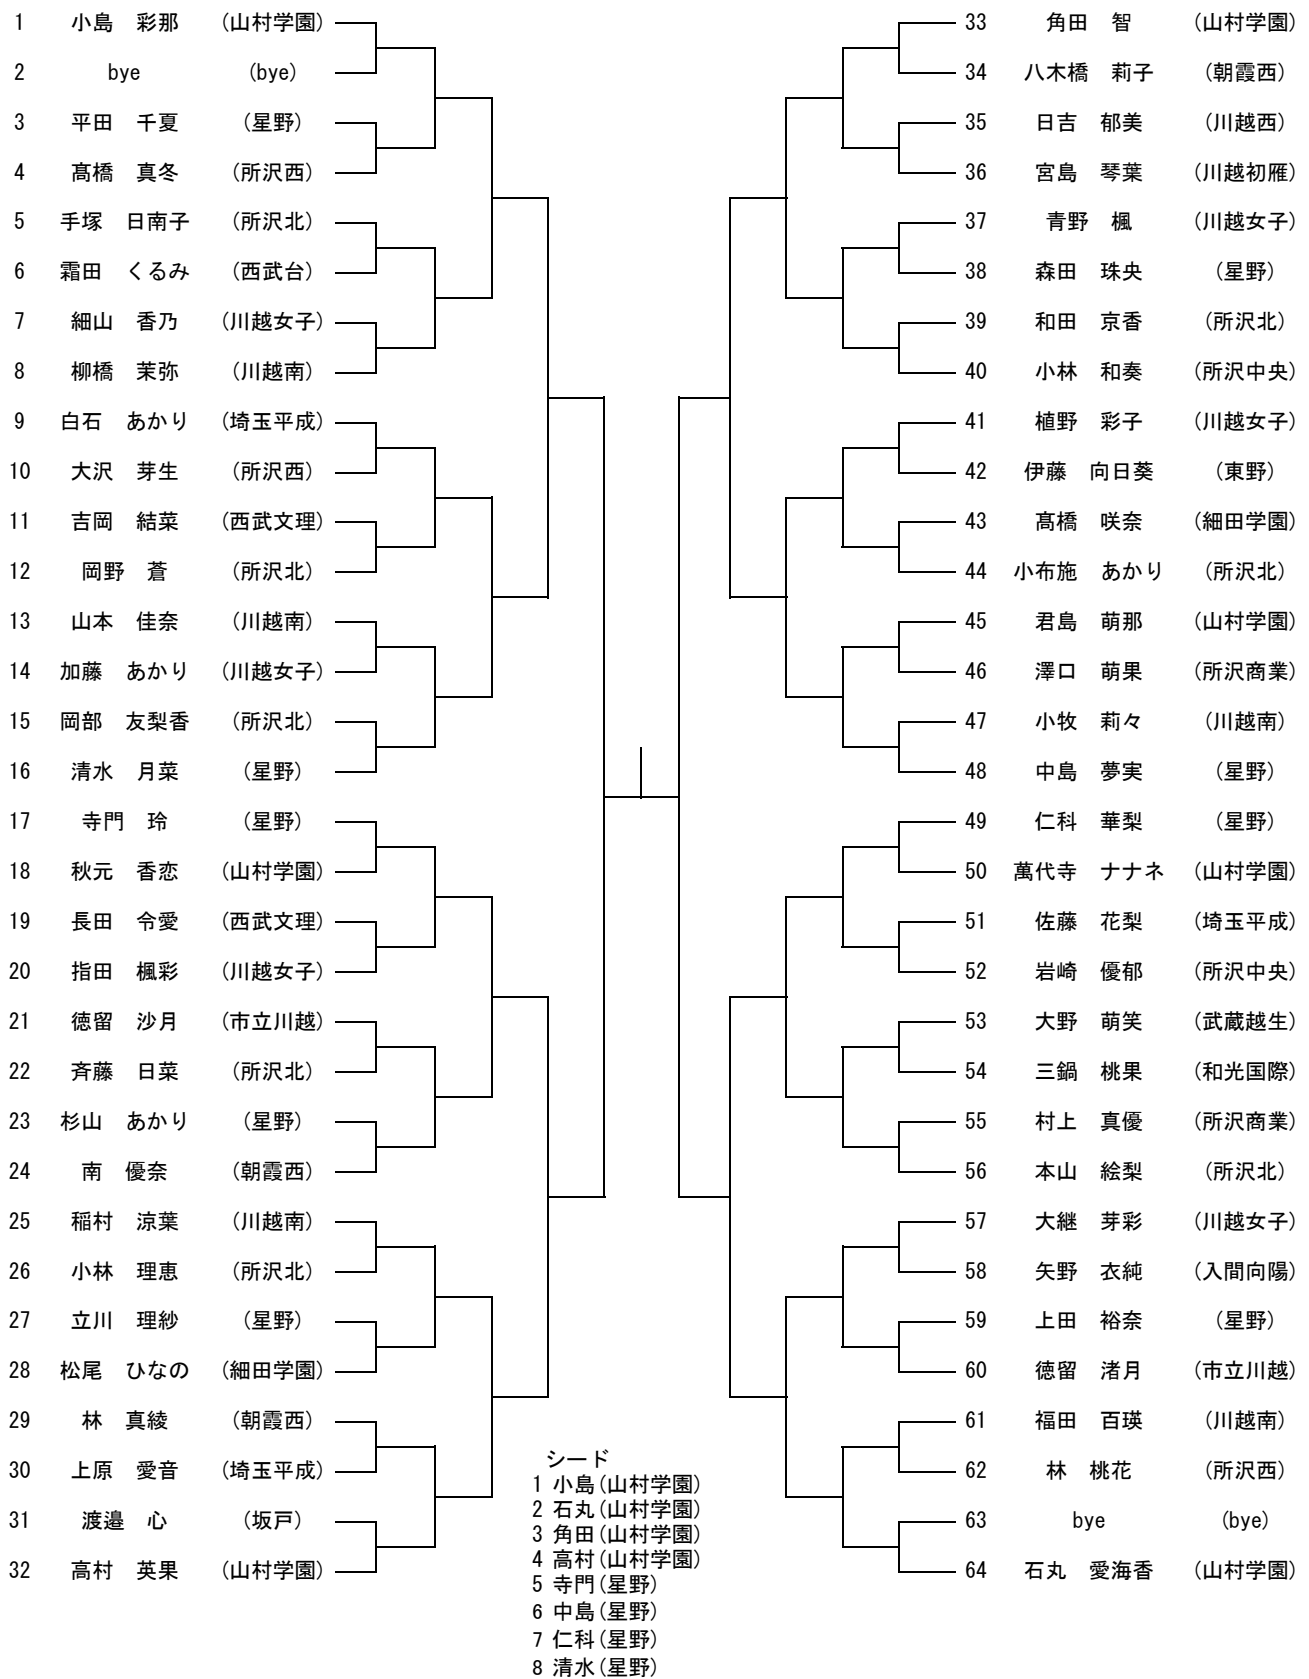 1 小島 彩那 (山村学園)
2 bye (bye)
3 平田 千夏 (星野)
4 髙橋 真冬 (所沢西)
5 手塚 日南子 (所沢北)
6 霜田 くるみ (西武台)
7 細山 香乃 (川越女子)
8 柳橋 茉弥 (川越南)
9 白石 あかり (埼玉平成)
10 大沢 芽生 (所沢西)
11 吉岡 結菜 (西武文理)
12 岡野 蒼 (所沢北)
13 山本 佳奈 (川越南)
14 加藤 あかり (川越女子)
15 岡部 友梨香 (所沢北)
16 清水 月菜 (星野)
17 寺門 玲 (星野)
18 秋元 香恋 (山村学園)
19 長田 令愛 (西武文理)
20 指田 楓彩 (川越女子)
21 徳留 沙月 (市立川越)
22 斉藤 日菜 (所沢北)
23 杉山 あかり (星野)
24 南 優奈 (朝霞西)
25 稲村 涼葉 (川越南)
26 小林 理恵 (所沢北)
27 立川 理紗 (星野)
28 松尾 ひなの (細田学園)
29 林 真綾 (朝霞西)
30 上原 愛音 (埼玉平成)
31 渡邉 心 (坂戸)
32 高村 英果 (山村学園)
シード
1 小島(山村学園)
2 石丸(山村学園)
3 角田(山村学園)
4 高村(山村学園)
5 寺門(星野)
6 中島(星野)
7 仁科(星野)
8 清水(星野)
33 角田 智 (山村学園)
34 八木橋 莉子 (朝霞西)
35 日吉 郁美 (川越西)
36 宮島 琴葉 (川越初雁)
37 青野 楓 (川越女子)
38 森田 珠央 (星野)
39 和田 京香 (所沢北)
40 小林 和奏 (所沢中央)
41 植野 彩子 (川越女子)
42 伊藤 向日葵 (東野)
43 髙橋 咲奈 (細田学園)
44 小布施 あかり (所沢北)
45 君島 萌那 (山村学園)
46 澤口 萌果 (所沢商業)
47 小牧 莉々 (川越南)
48 中島 夢実 (星野)
49 仁科 華梨 (星野)
50 萬代寺 ナナネ (山村学園)
51 佐藤 花梨 (埼玉平成)
52 岩崎 優郁 (所沢中央)
53 大野 萌笑 (武蔵越生)
54 三鍋 桃果 (和光国際)
55 村上 真優 (所沢商業)
56 本山 絵梨 (所沢北)
57 大継 芽彩 (川越女子)
58 矢野 衣純 (入間向陽)
59 上田 裕奈 (星野)
60 徳留 渚月 (市立川越)
61 福田 百瑛 (川越南)
62 林 桃花 (所沢西)
63 bye (bye)
64 石丸 愛海香 (山村学園)